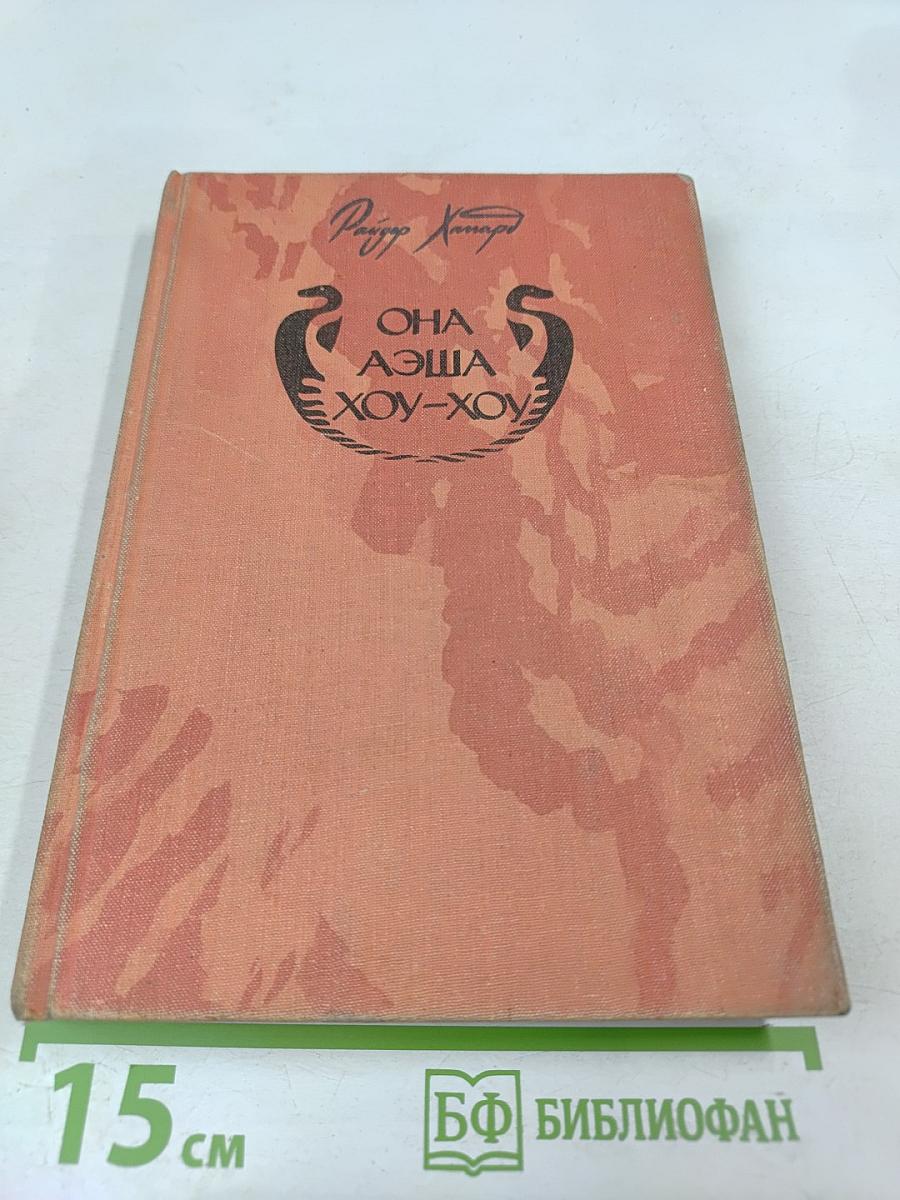 Райдер Хаггард
ОНА
АЭША
ХОУ-ХОУ
15 см
БФ БИБЛИОФАН